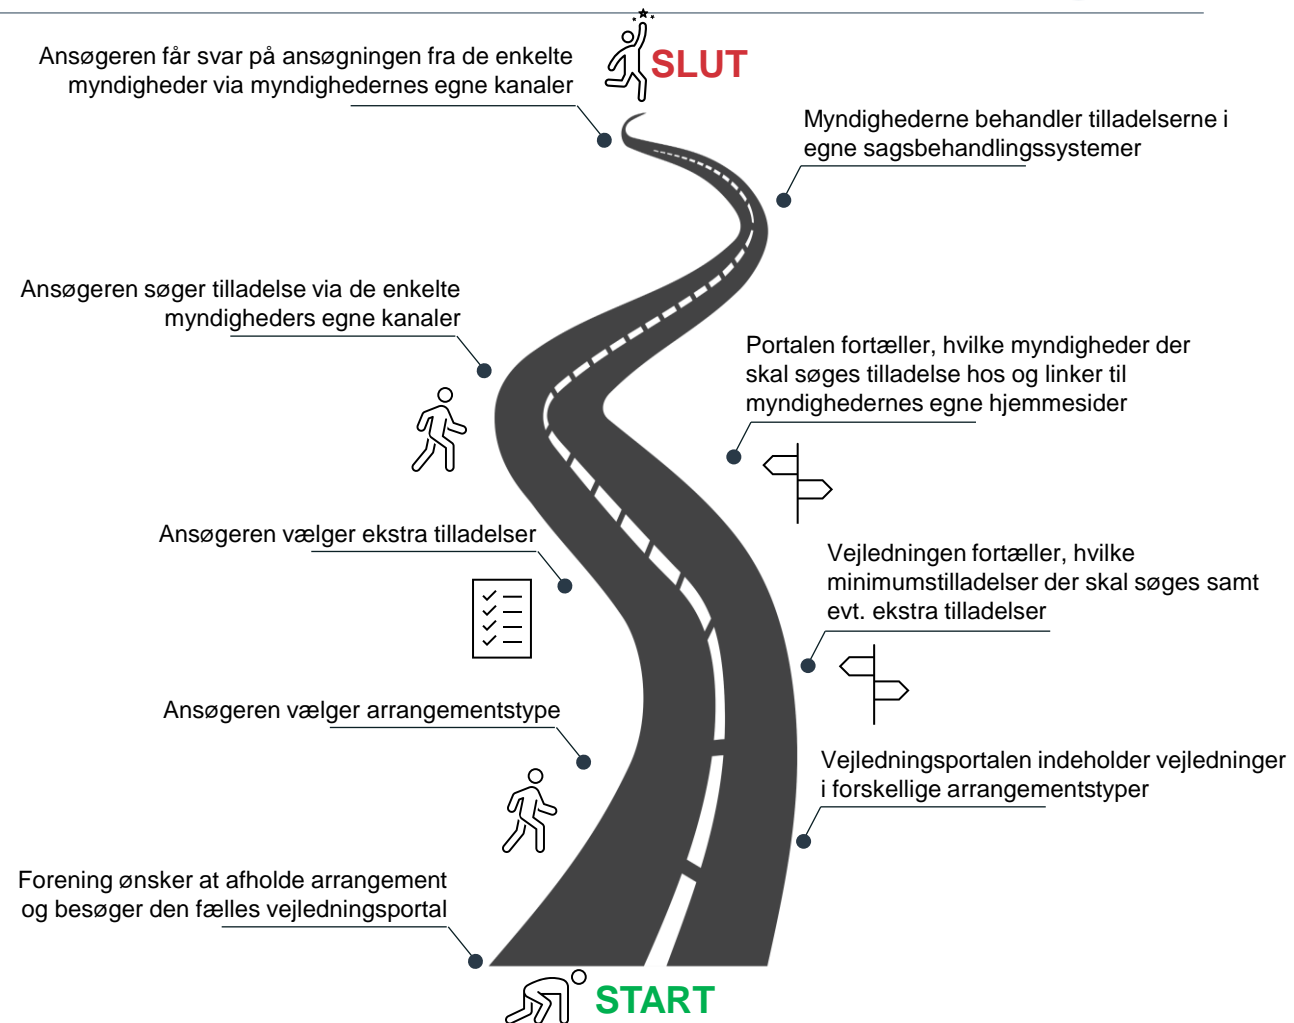 Ansøgeren får svar på ansøgningen fra de enkelte
myndigheder via myndighedernes egne kanaler
SLUT
Myndighederne behandler tilladelserne i
egne sagsbehandlingssystemer
Ansøgeren søger tilladelse via de enkelte
myndigheders egne kanaler
Portalen fortæller, hvilke myndigheder der
skal søges tilladelse hos og linker til
myndighedernes egne hjemmesider
Ansøgeren vælger ekstra tilladelser
Vejledningen fortæller, hvilke
minimumstilladelser der skal søges samt
evt. ekstra tilladelser
Ansøgeren vælger arrangementstype
Vejledningsportalen indeholder vejledninger
i forskellige arrangementstyper
Forening ønsker at afholde arrangement
og besøger den fælles vejledningsportal
START